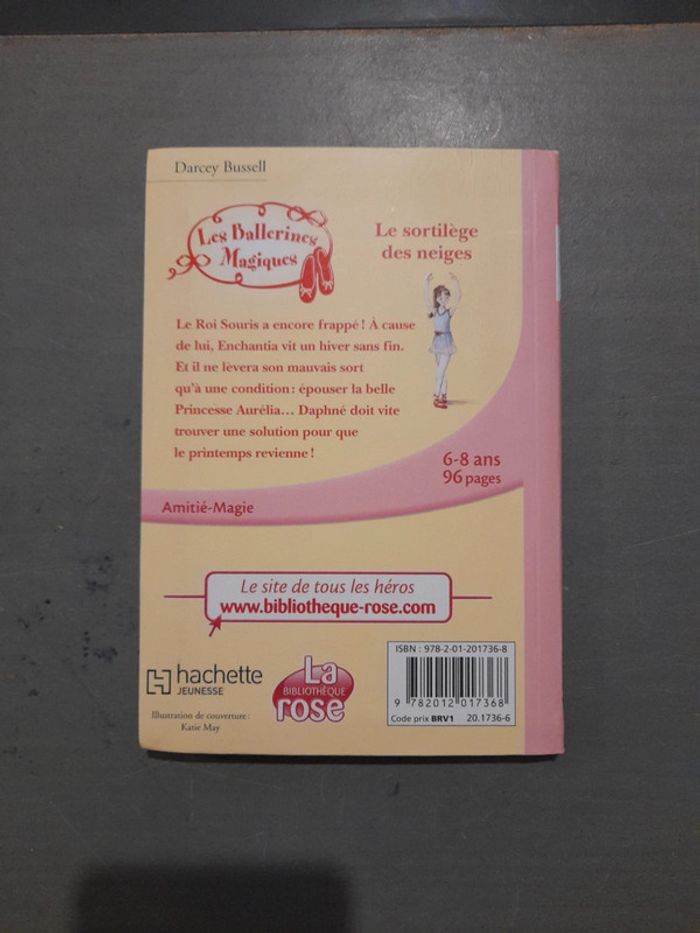 Darcey Bussell
Les Ballerines
Magiques
Le sortilège
des neiges
Le Roi Souris a encore frappé ! À cause
de lui, Enchantia vit un hiver sans fin.
Et il ne lèvera son mauvais sort
qu'à une condition : épouser la belle
Princesse Aurélia… Daphné doit vite
trouver une solution pour que
le printemps revienne !
6-8 ans
96 pages
Amitié-Magie
Le site de tous les héros
www.bibliotheque-rose.com
hachette
JEUNESSE
La
BIBLIOTHÈQUE
rose
Illustration de couverture :
Katie May
ISBN : 978-2-01-201736-8
9 782012 017368
Code prix BRV1 20.1736-6